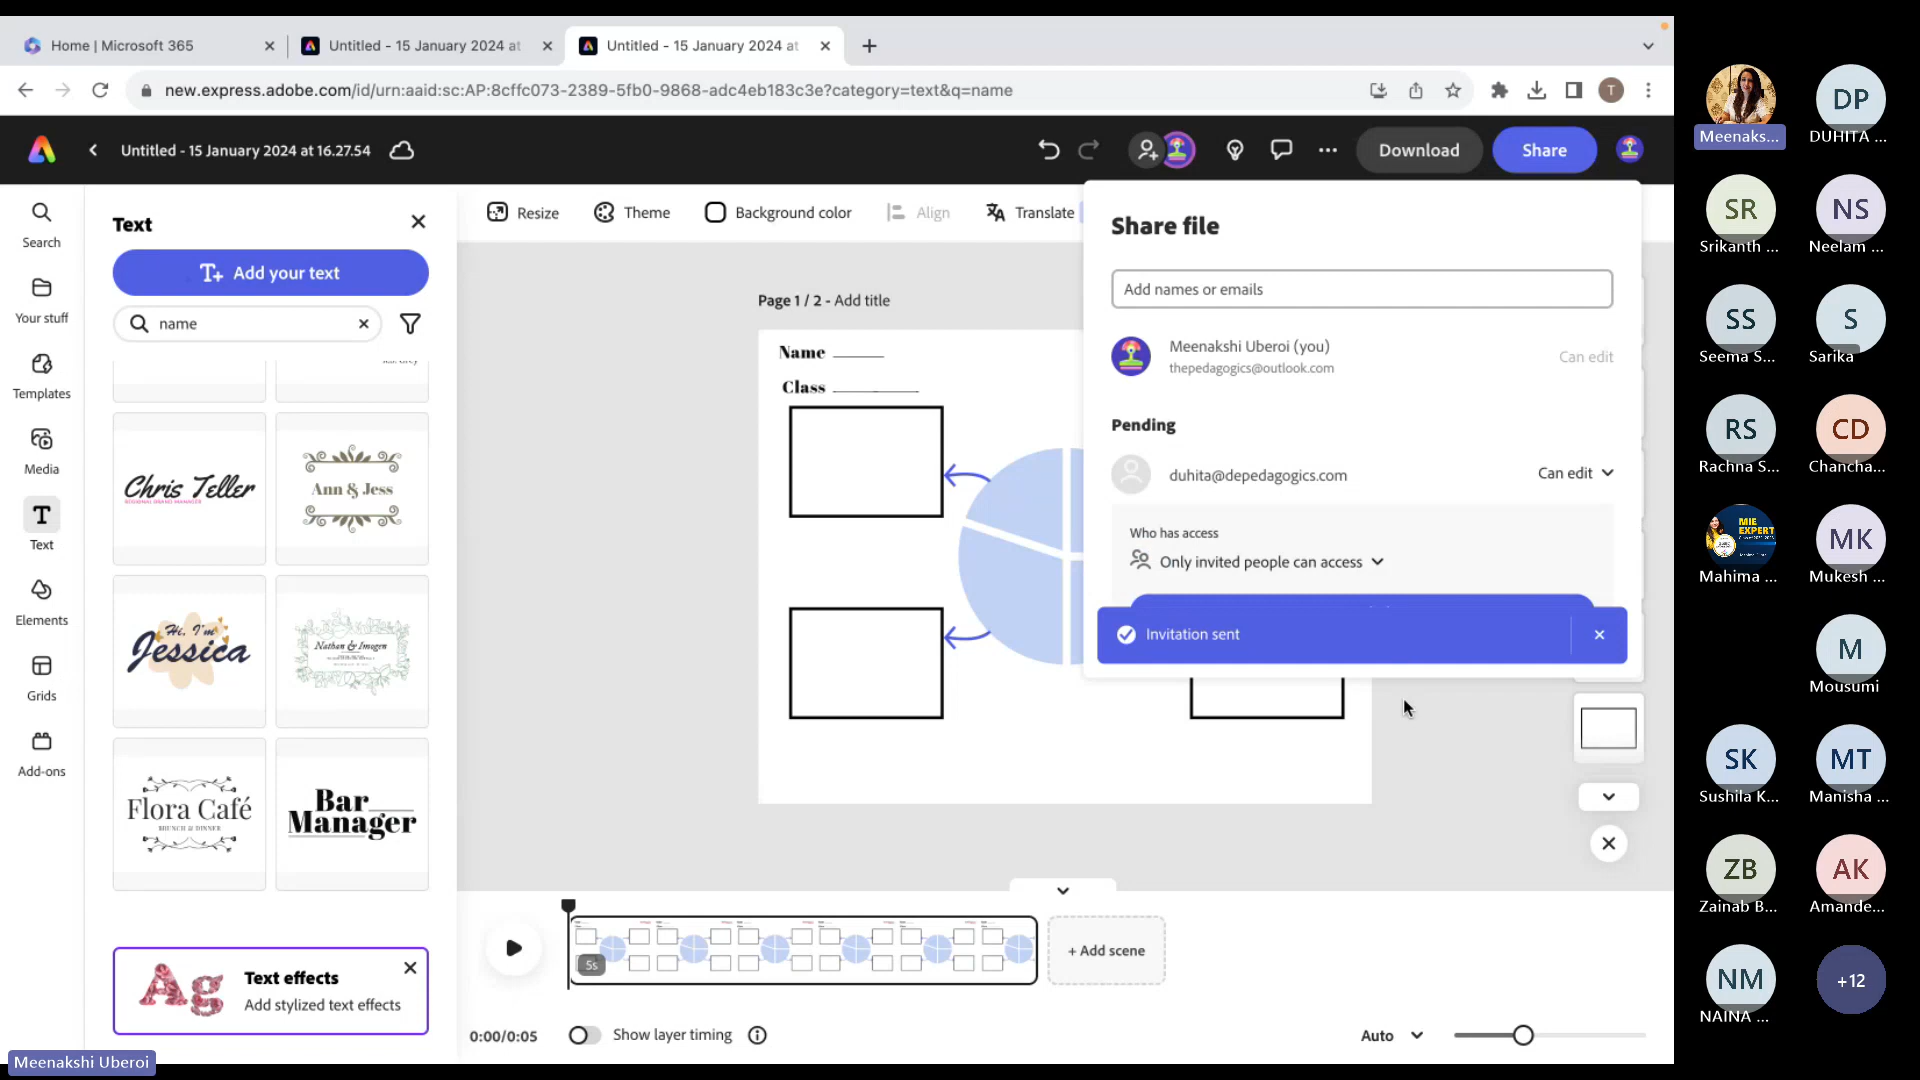 Home | Microsoft 365
Untitled - 15 January 2024 at
Untitled - 15 January 2024 at
new.express.adobe.com/id/urn:aaid:sc:AP:8cffc073-2389-5fb0-9868-adc4eb183c3e?category=text&q=name
T
Untitled - 15 January 2024 at 16.27.54
Download
Share
Search
Your stuff
Templates
Media
Text
Elements
Grids
Add-ons
Text
Add your text
name
Chris Teller
Ann & Jess
Hi, I'm
Jessica
Nathan & Imogen
Flora Café
BRUNCH & DINNER
Bar
Manager
Ag
Text effects
Add stylized text effects
Resize
Theme
Background color
Align
Translate
Page 1 / 2 - Add title
Name
Class
Share file
Add names or emails
Meenakshi Uberoi (you)
thepedagogics@outlook.com
Can edit
Pending
duhita@depedagogics.com
Can edit
Who has access
Only invited people can access
Invitation sent
5s
+ Add scene
0:00/0:05
Show layer timing
Auto
Meenakshi Uberoi
Meenaks...
DP
DUHITA ...
SR
Srikanth ...
NS
Neelam ...
SS
Seema S...
S
Sarika
RS
Rachna S...
CD
Chancha...
MIE
EXPERT
Mahima ...
MK
Mukesh ...
M
Mousumi
SK
Sushila K...
MT
Manisha ...
ZB
Zainab B...
AK
Amande...
NM
NAINA ...
+12